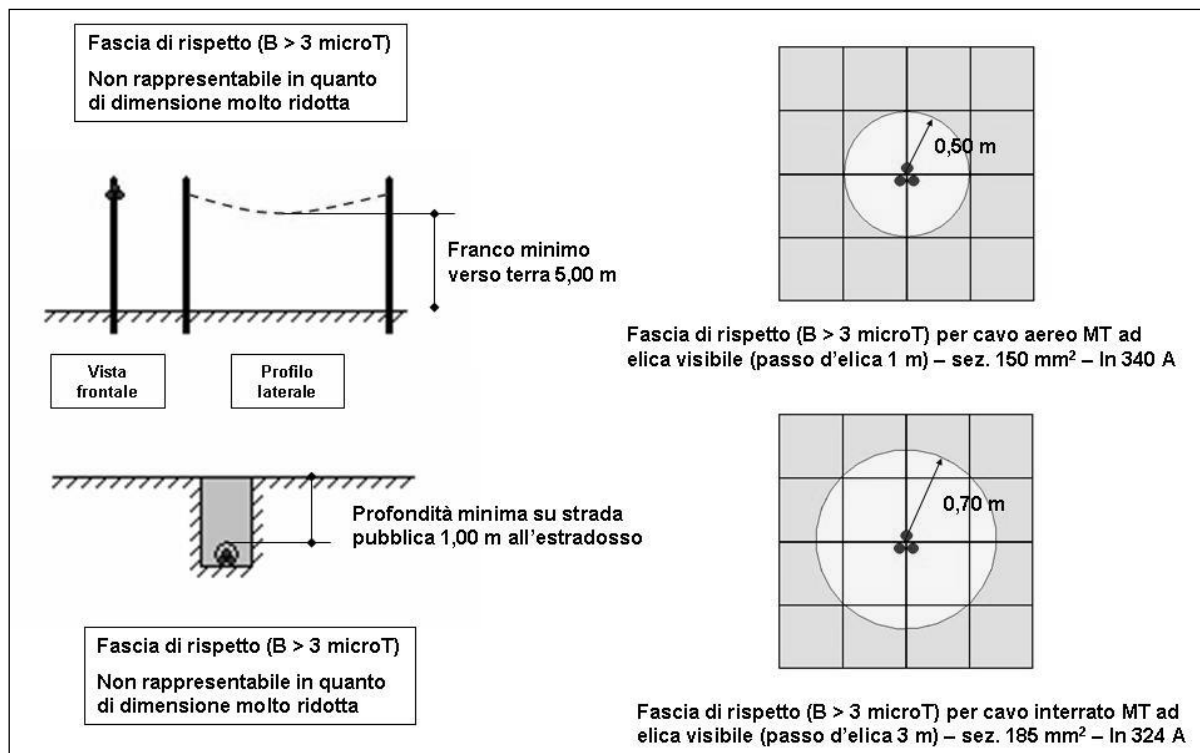 Fascia di rispetto (B > 3 microT)
Non rappresentabile in quanto
di dimensione molto ridotta
Franco minimo
verso terra 5,00 m
Vista
frontale
Profilo
laterale
0,50 m
Fascia di rispetto (B > 3 microT) per cavo aereo MT ad
elica visibile (passo d'elica 1 m) – sez. 150 mm² – In 340 A
Profondità minima su strada
pubblica 1,00 m all'estradosso
Fascia di rispetto (B > 3 microT)
Non rappresentabile in quanto
di dimensione molto ridotta
0,70 m
Fascia di rispetto (B > 3 microT) per cavo interrato MT ad
elica visibile (passo d'elica 3 m) – sez. 185 mm² – In 324 A